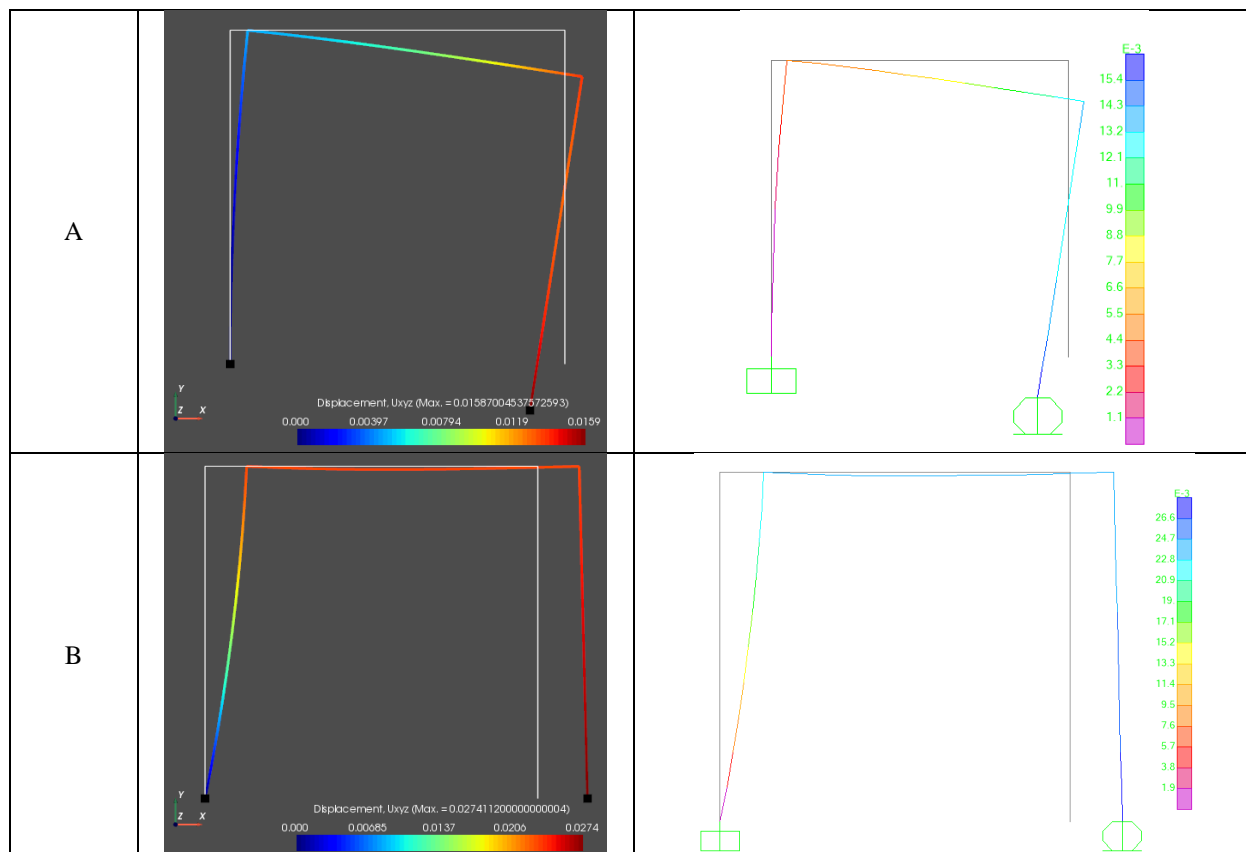 A
Y
Z X
Displacement, Uxyz (Max. = 0.01587004537572593)
0.000 0.00397 0.00794 0.0119 0.0159
E-3
15.4
14.3
13.2
12.1
11.
9.9
8.8
7.7
6.6
5.5
4.4
3.3
2.2
1.1
B
Y
Z X
Displacement, Uxyz (Max. = 0.027411200000000004)
0.000 0.00685 0.0137 0.0206 0.0274
E-3
26.6
24.7
22.8
20.9
19.
17.1
15.2
13.3
11.4
9.5
7.6
5.7
3.8
1.9